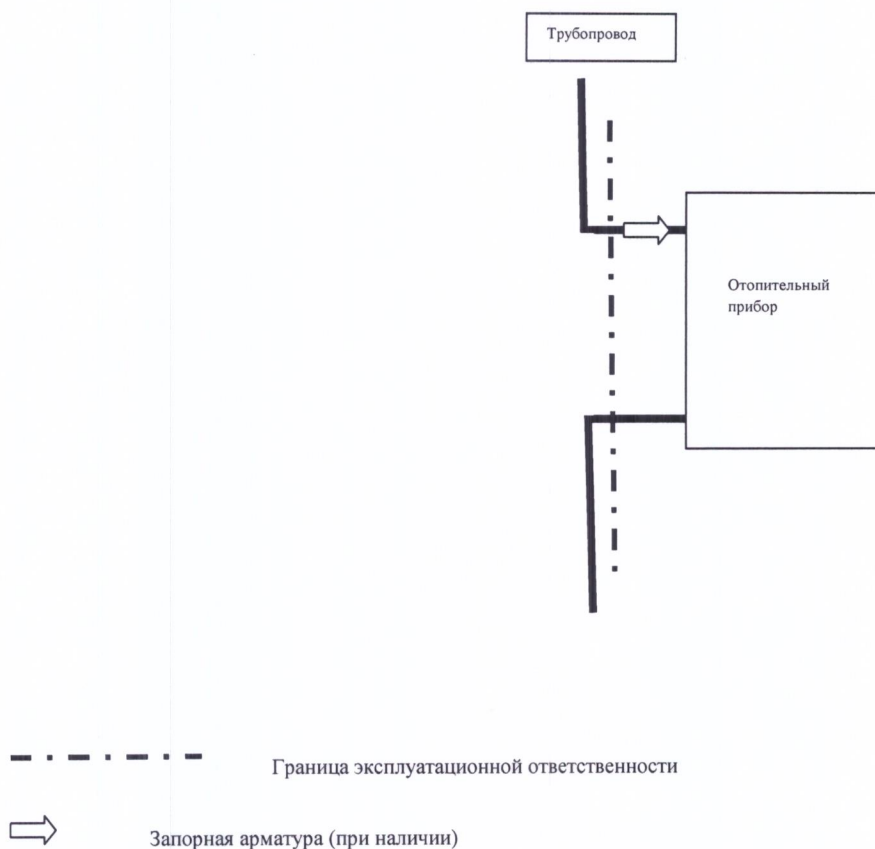 Трубопровод
Отопительный
прибор
Граница эксплуатационной ответственности
Запорная арматура (при наличии)